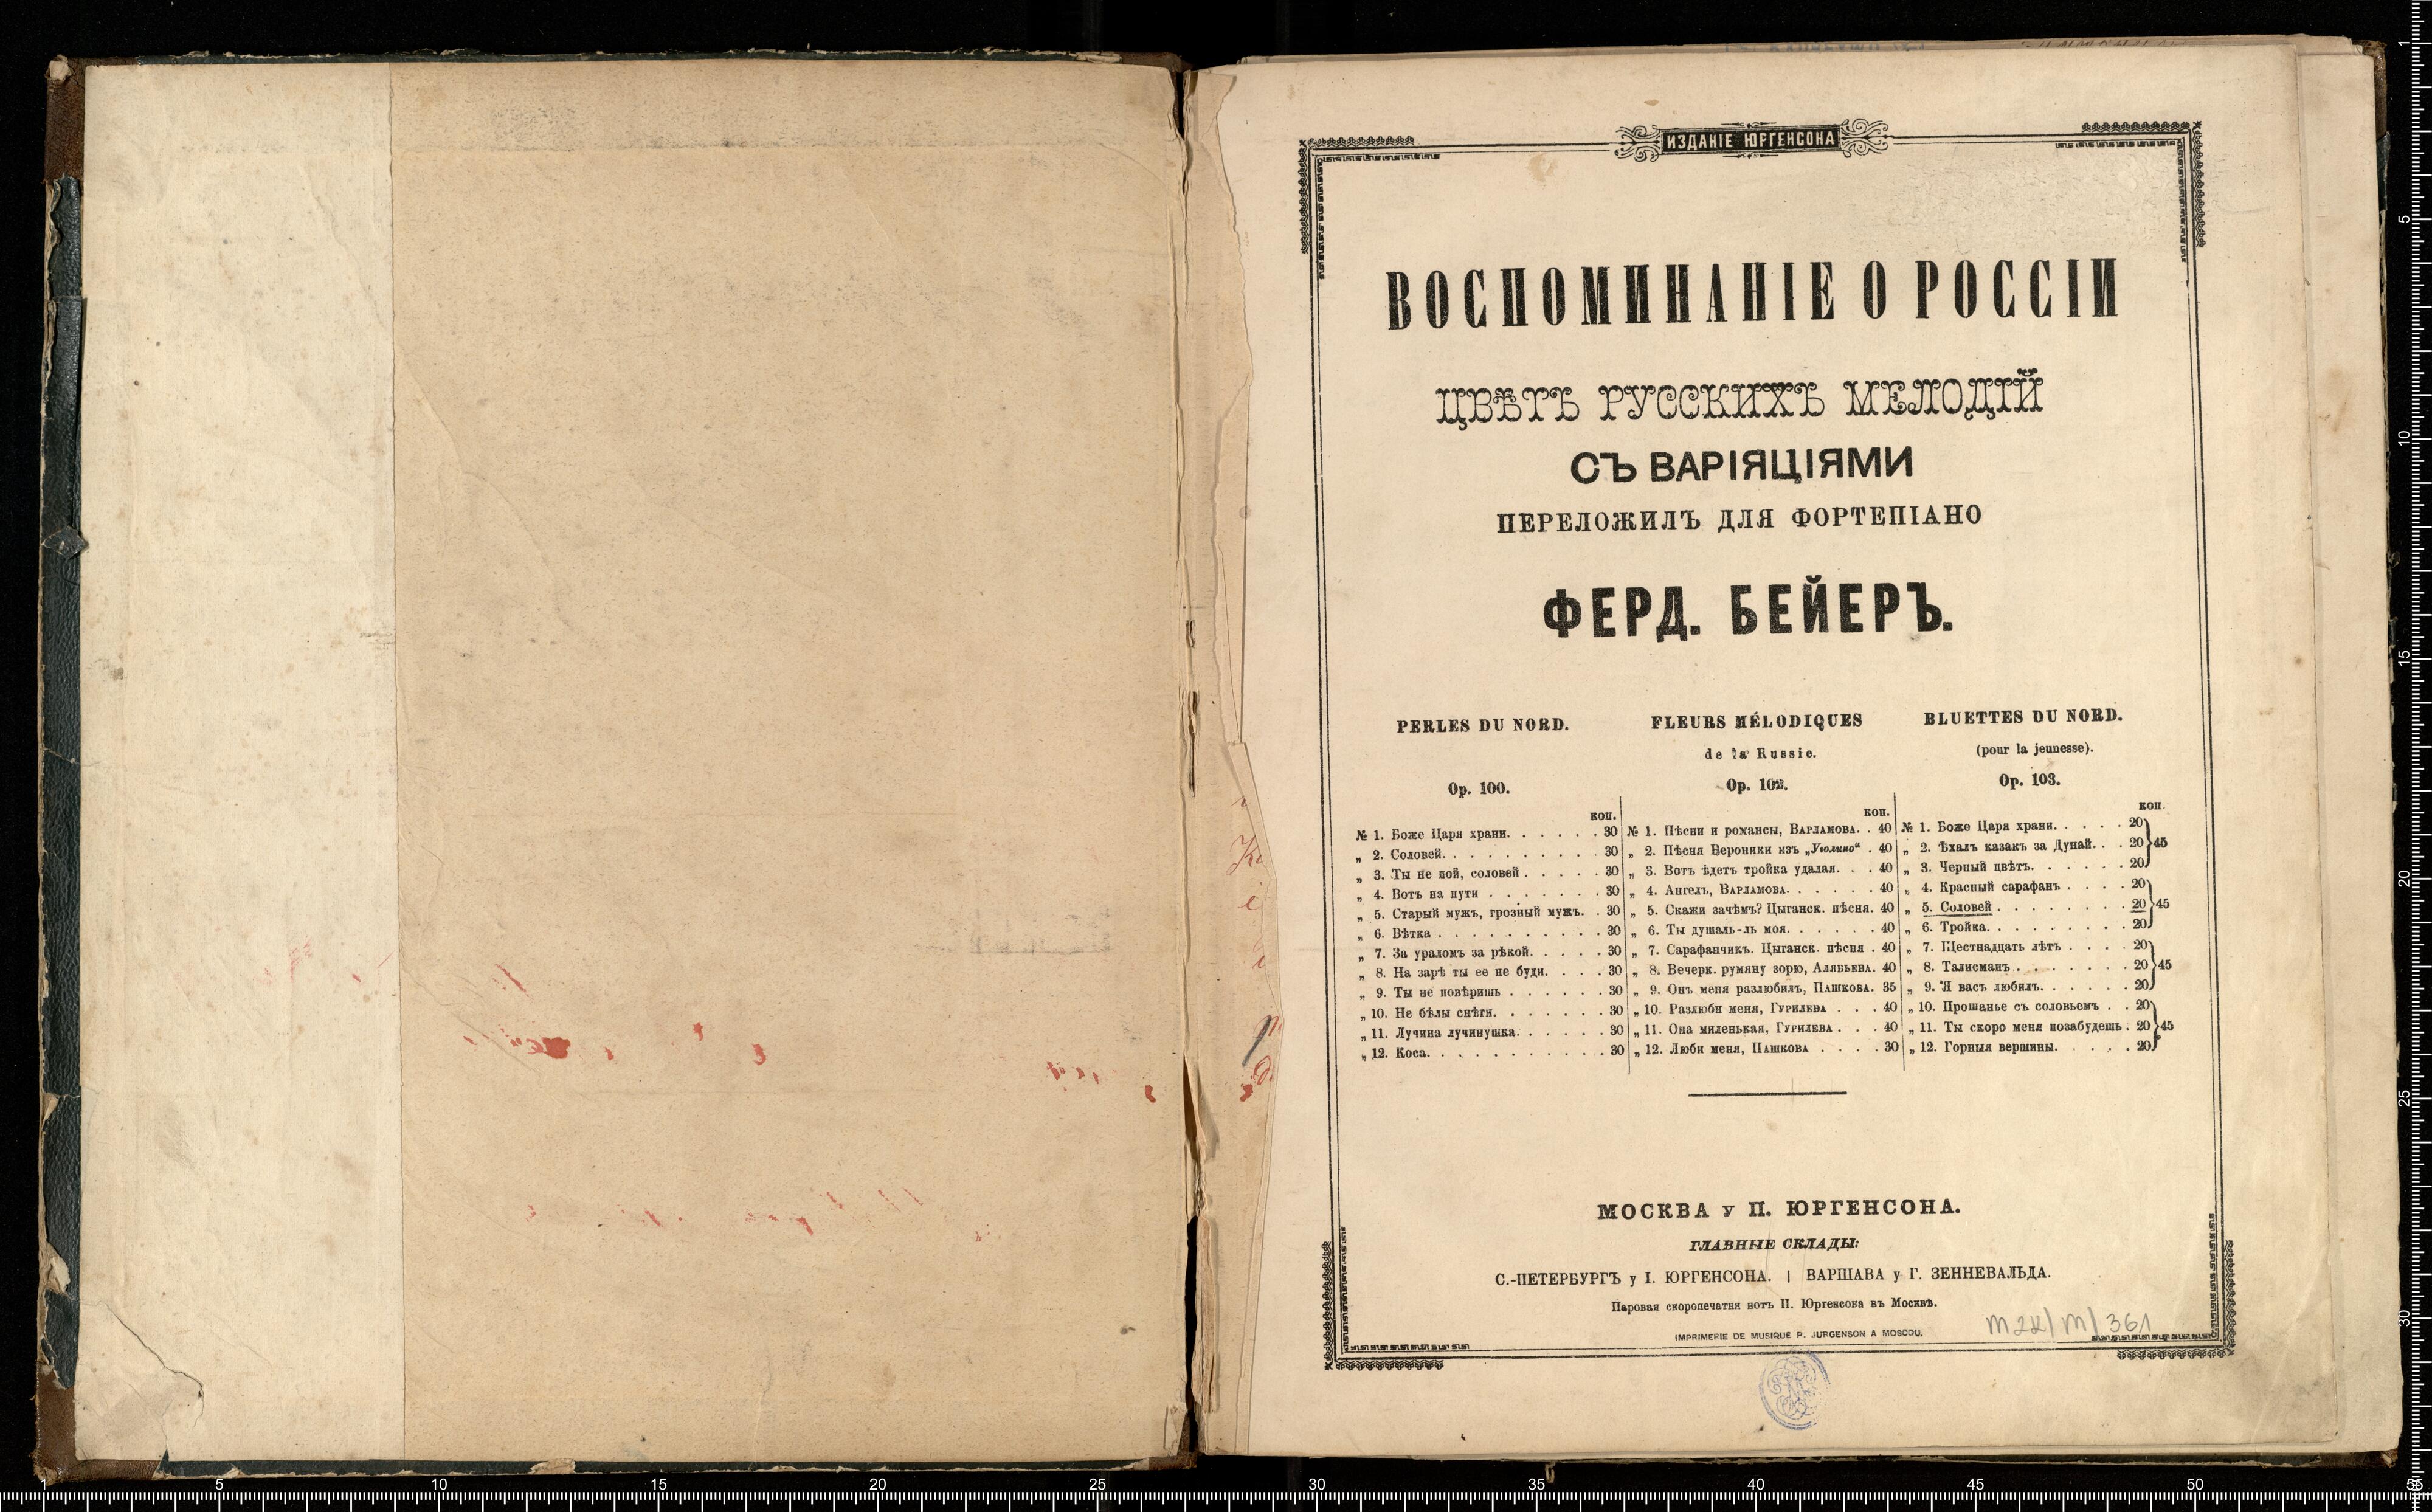 ИЗДАНІЕ ЮРГЕНСОНА
ВОСПОМИНАНІЕ О РОССІИ
ЦВѢТЪ РУССКИХЪ МЕЛОДІЙ
СЪ ВАРІЯЦІЯМИ
ПЕРЕЛОЖИЛЪ ДЛЯ ФОРТЕПІАНО
ФЕРД. БЕЙЕРЪ.
PERLES DU NORD.
Op. 100.
коп.
№ 1. Боже Царя храни. . . . . . 30
„ 2. Соловей. . . . . . . . . . 30
„ 3. Ты не пой, соловей . . . . . 30
„ 4. Вотъ на пути . . . . . . . 30
„ 5. Старый мужъ, грозный мужъ. . 30
„ 6. Вѣтка . . . . . . . . . . 30
„ 7. За ураломъ за рѣкой. . . . . 30
„ 8. На зарѣ ты ее не буди. . . . 30
„ 9. Ты не повѣришь . . . . . . 30
„ 10. Не бѣлы снѣги. . . . . . . 30
„ 11. Лучина лучинушка. . . . . . 30
„ 12. Коса. . . . . . . . . . . 30
FLEURS MÉLODIQUES
de la Russie.
Op. 102.
коп.
№ 1. Пѣсни и романсы, ВАРЛАМОВА. . 40
„ 2. Пѣсня Вероники изъ „Уголино“ . 40
„ 3. Вотъ ѣдетъ тройка удалая. . . 40
„ 4. Ангелъ, ВАРЛАМОВА. . . . . . 40
„ 5. Скажи зачѣмъ? Цыганск. пѣсня. 40
„ 6. Ты душаль-ль моя. . . . . . 40
„ 7. Сарафанчикъ. Цыганск. пѣсня . 40
„ 8. Вечерк. румяну зорю, АЛЯБЬЕВА. 40
„ 9. Онъ меня разлюбилъ, ПАШКОВА. 35
„ 10. Разлюби меня, ГУРИЛЕВА . . . 40
„ 11. Она миленькая, ГУРИЛЕВА . . . 40
„ 12. Люби меня, ПАШКОВА . . . . 30
BLUETTES DU NORD.
(pour la jeunesse).
Op. 103.
коп.
№ 1. Боже Царя храни. . . . . 20
„ 2. Ѣхалъ казакъ за Дунай. . . 20 } 45
„ 3. Черный цвѣтъ. . . . . . 20
„ 4. Красный сарафанъ . . . . 20
„ 5. Соловей . . . . . . . . 20 } 45
„ 6. Тройка. . . . . . . . . 20
„ 7. Шестнадцать лѣтъ . . . . 20
„ 8. Талисманъ . . . . . . . 20 } 45
„ 9. Я васъ любилъ. . . . . . 20
„ 10. Прошанье съ соловьемъ . . 20
„ 11. Ты скоро меня позабудешь . 20 } 45
„ 12. Горныя вершины. . . . . 20
МОСКВА у П. ЮРГЕНСОНА.
ГЛАВНЫЕ СКЛАДЫ:
С.-ПЕТЕРБУРГЪ у І. ЮРГЕНСОНА. | ВАРШАВА у Г. ЗЕННЕВАЛЬДА.
Паровая скоропечатня нотъ П. Юргенсона въ Москвѣ.
IMPRIMERIE DE MUSIQUE P. JURGENSON A MOSCOU.
m2k/m/361